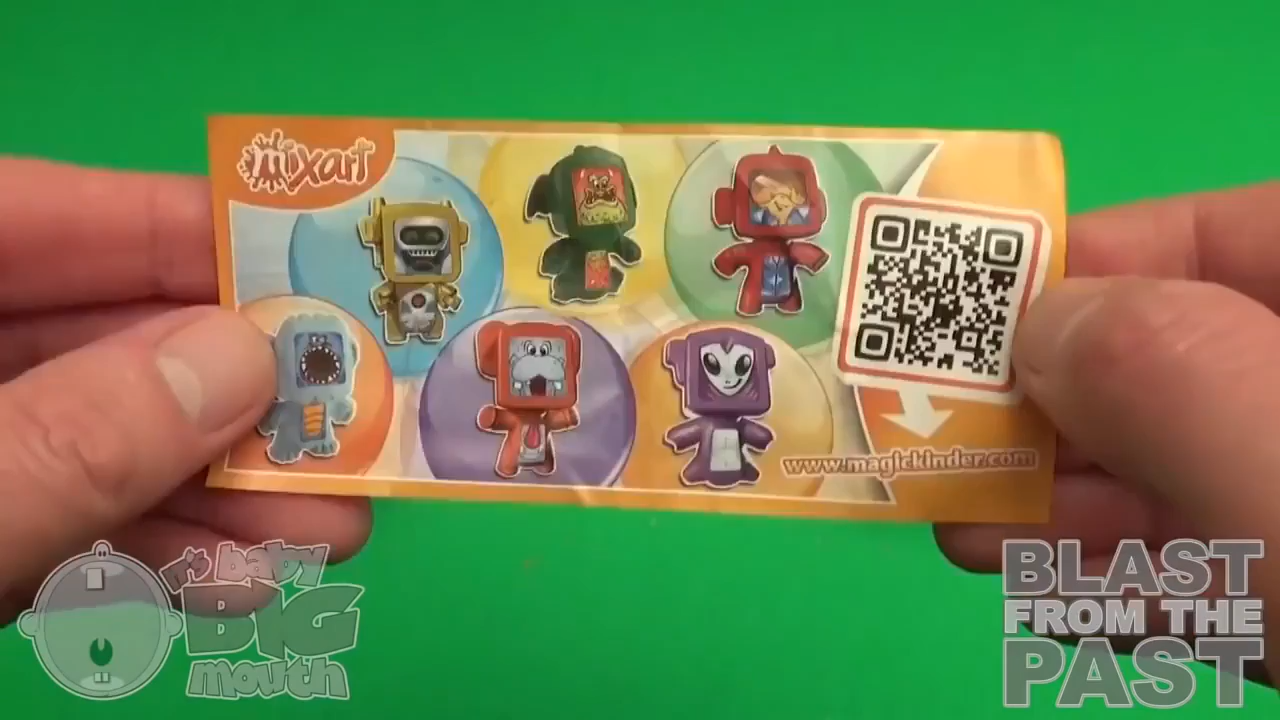 mixart
www.magickinder.com
it's baby
BIG
mouth
BLAST
FROM THE
PAST